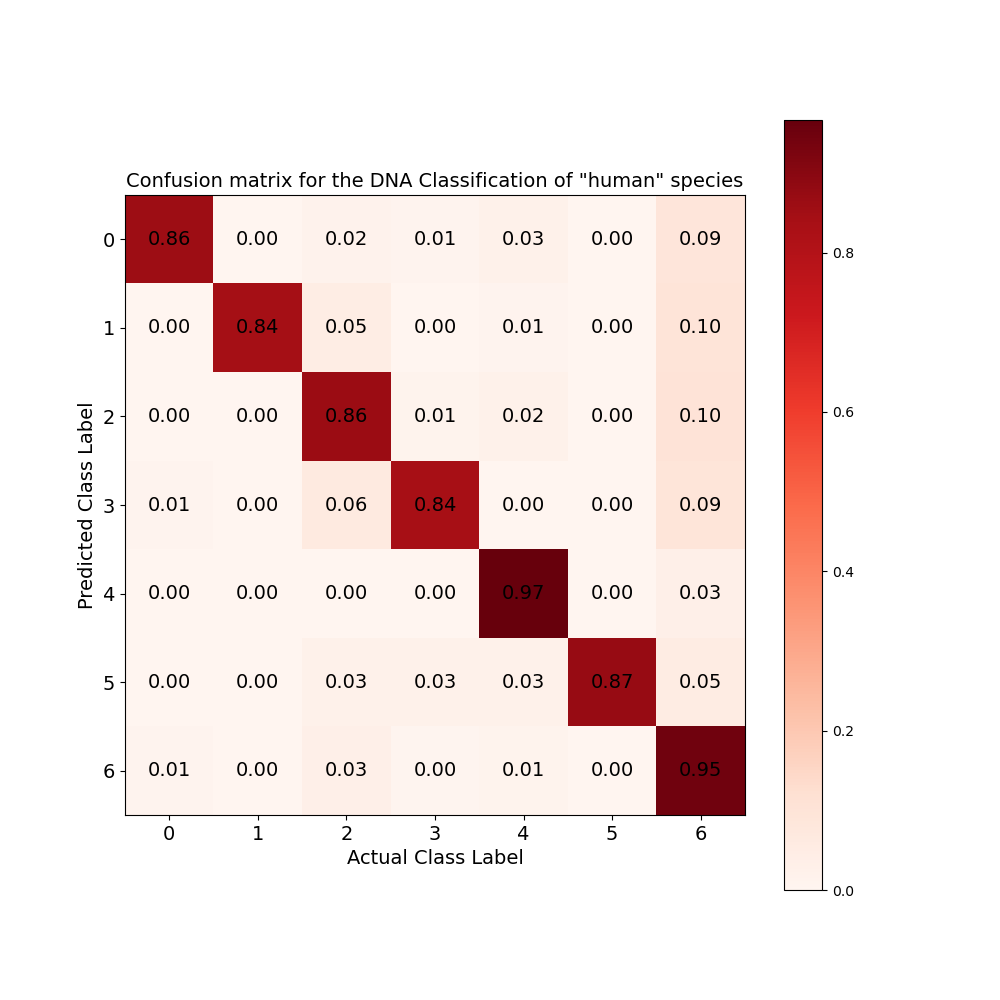 Confusion matrix for the DNA Classification of "human" species
0 0.86 0.00 0.02 0.01 0.03 0.00 0.09
1 0.00 0.84 0.05 0.00 0.01 0.00 0.10
2 0.00 0.00 0.86 0.01 0.02 0.00 0.10
3 0.01 0.00 0.06 0.84 0.00 0.00 0.09
4 0.00 0.00 0.00 0.00 0.97 0.00 0.03
5 0.00 0.00 0.03 0.03 0.03 0.87 0.05
6 0.01 0.00 0.03 0.00 0.01 0.00 0.95
0 1 2 3 4 5 6
Actual Class Label
Predicted Class Label
0.8
0.6
0.4
0.2
0.0